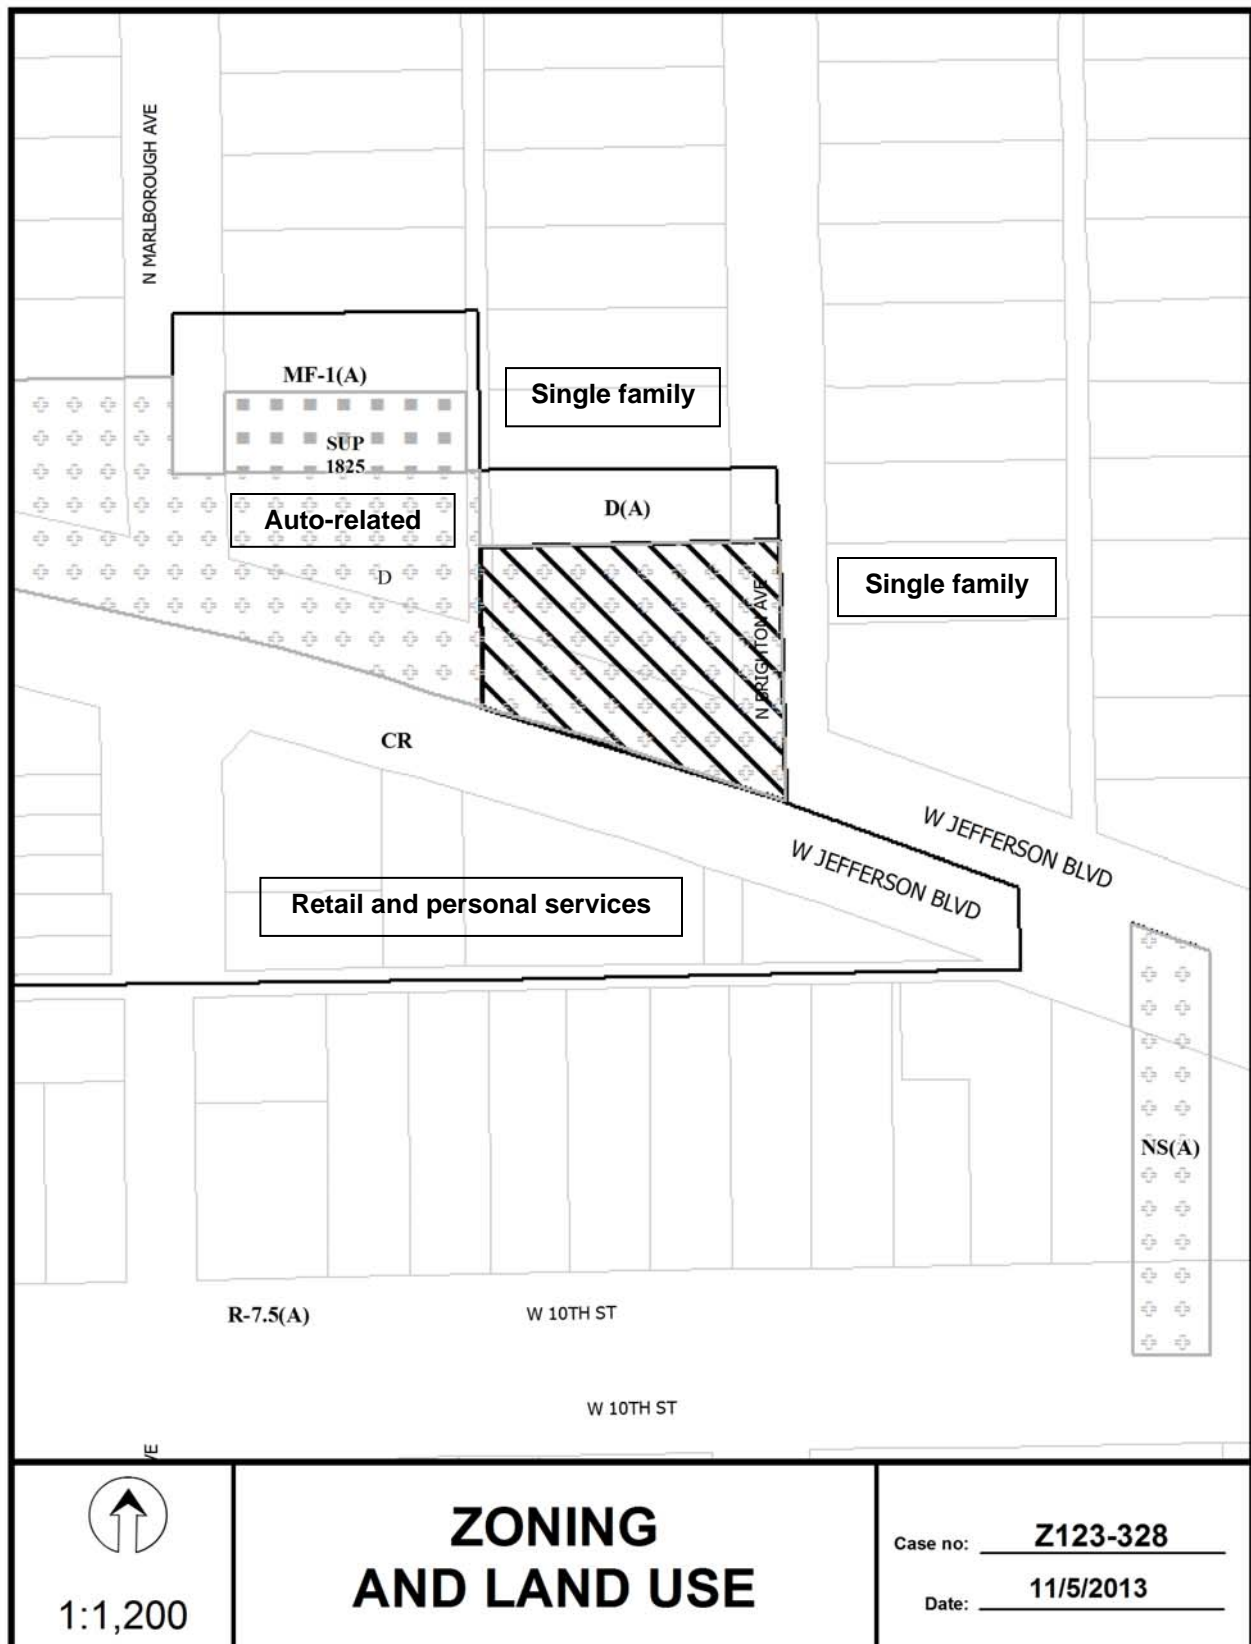 N MARLBOROUGH AVE
MF-1(A)
Single family
SUP
1825
Auto-related
D(A)
D
Single family
N BRIGHTON AVE
CR
W JEFFERSON BLVD
W JEFFERSON BLVD
Retail and personal services
NS(A)
R-7.5(A)
W 10TH ST
W 10TH ST
VE
1:1,200
ZONING
AND LAND USE
Case no: Z123-328
Date: 11/5/2013